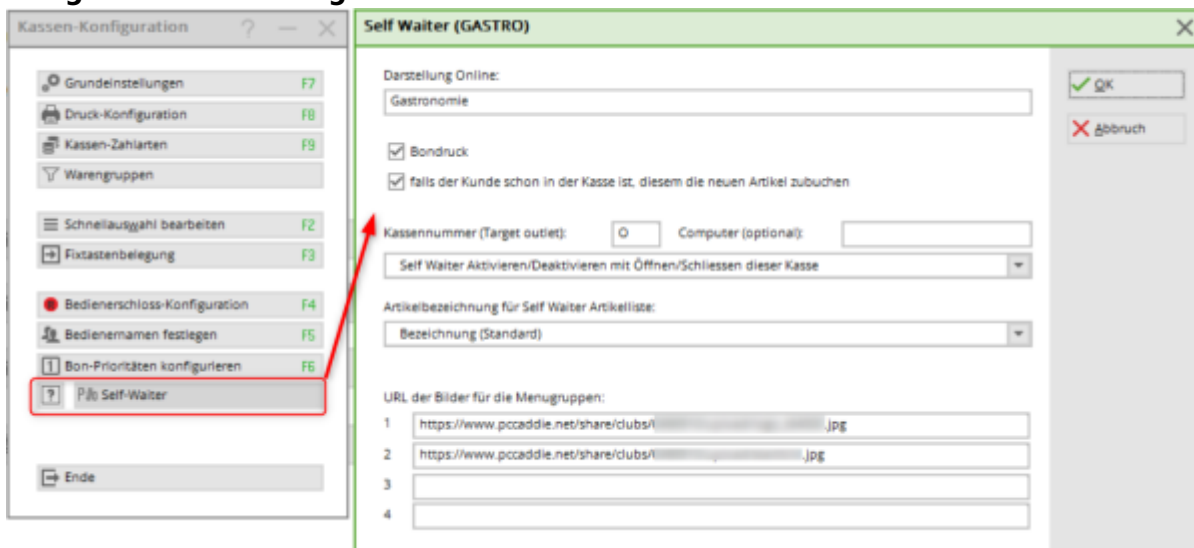 Kassen-Konfiguration ? — ×
Grundeinstellungen F7
Druck-Konfiguration F8
Kassen-Zahlarten F9
Warengruppen
Schnellauswahl bearbeiten F2
Fixtastenbelegung F3
Bedienerschloss-Konfiguration F4
Bedienernamen festlegen F5
1 Bon-Prioritäten konfigurieren F6
? Self-Waiter
Ende
Self Waiter (GASTRO) ×
Darstellung Online:
Gastronomie
Bondruck
falls der Kunde schon in der Kasse ist, diesem die neuen Artikel zubuchen
Kassennummer (Target outlet): O Computer (optional):
Self Waiter Aktivieren/Deaktivieren mit Öffnen/Schliessen dieser Kasse
Artikelbezeichnung für Self Waiter Artikelliste:
Bezeichnung (Standard)
URL der Bilder für die Menugruppen:
1 https://www.pccaddie.net/share/clubs/ .jpg
2 https://www.pccaddie.net/share/clubs/ .jpg
3
4
OK
Abbruch